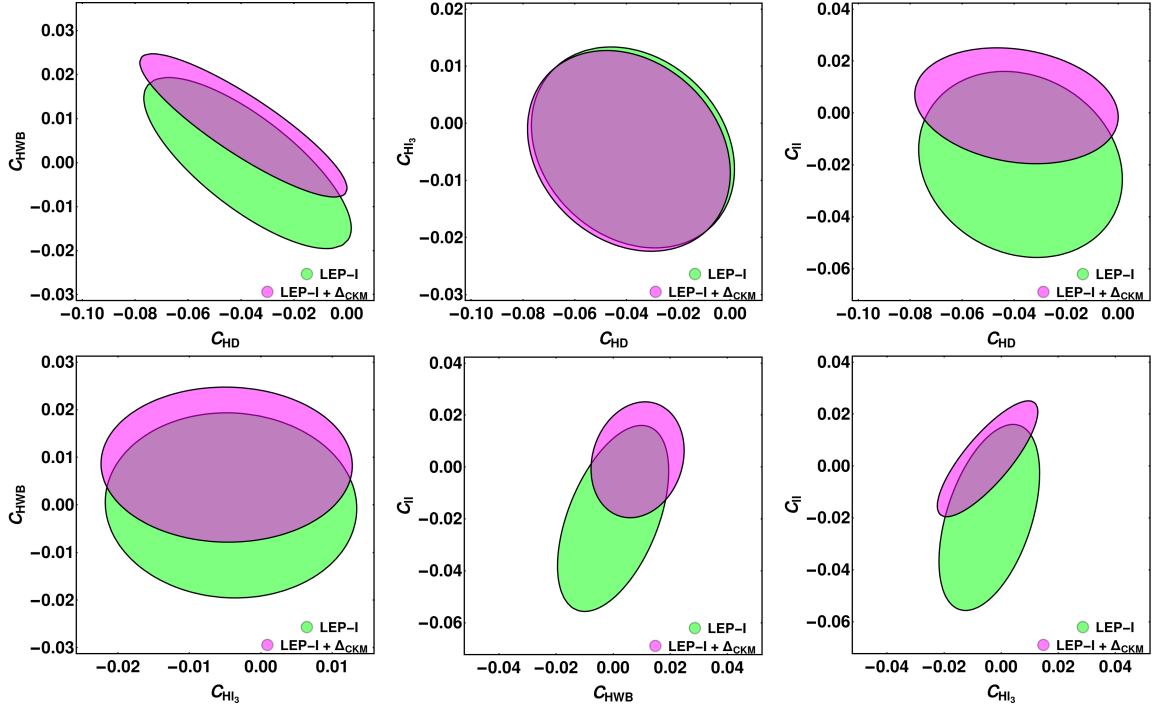 0.03
0.02
0.01
0.00
−0.01
−0.02
−0.03
C_HWB
−0.10 −0.08 −0.06 −0.04 −0.02 0.00
C_HD
LEP−I
LEP−I + Δ_CKM
0.02
0.01
0.00
−0.01
−0.02
−0.03
C_Hl₃
−0.10 −0.08 −0.06 −0.04 −0.02 0.00
C_HD
LEP−I
LEP−I + Δ_CKM
0.04
0.02
0.00
−0.02
−0.04
−0.06
C_ll
−0.10 −0.08 −0.06 −0.04 −0.02 0.00
C_HD
LEP−I
LEP−I + Δ_CKM
0.03
0.02
0.01
0.00
−0.01
−0.02
−0.03
C_HWB
−0.02 −0.01 0.00 0.01
C_Hl₃
LEP−I
LEP−I + Δ_CKM
0.04
0.02
0.00
−0.02
−0.04
−0.06
C_ll
−0.04 −0.02 0.00 0.02 0.04
C_HWB
LEP−I
LEP−I + Δ_CKM
0.04
0.02
0.00
−0.02
−0.04
−0.06
C_ll
−0.04 −0.02 0.00 0.02 0.04
C_Hl₃
LEP−I
LEP−I + Δ_CKM